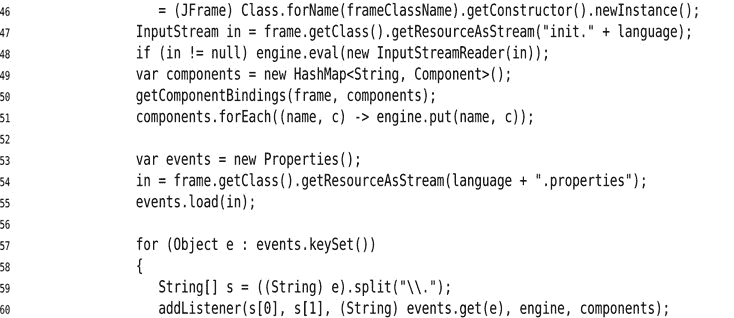 46 = (JFrame) Class.forName(frameClassName).getConstructor().newInstance();
47 InputStream in = frame.getClass().getResourceAsStream("init." + language);
48 if (in != null) engine.eval(new InputStreamReader(in));
49 var components = new HashMap<String, Component>();
50 getComponentBindings(frame, components);
51 components.forEach((name, c) -> engine.put(name, c));
52
53 var events = new Properties();
54 in = frame.getClass().getResourceAsStream(language + ".properties");
55 events.load(in);
56
57 for (Object e : events.keySet())
58 {
59 String[] s = ((String) e).split("\\.");
60 addListener(s[0], s[1], (String) events.get(e), engine, components);